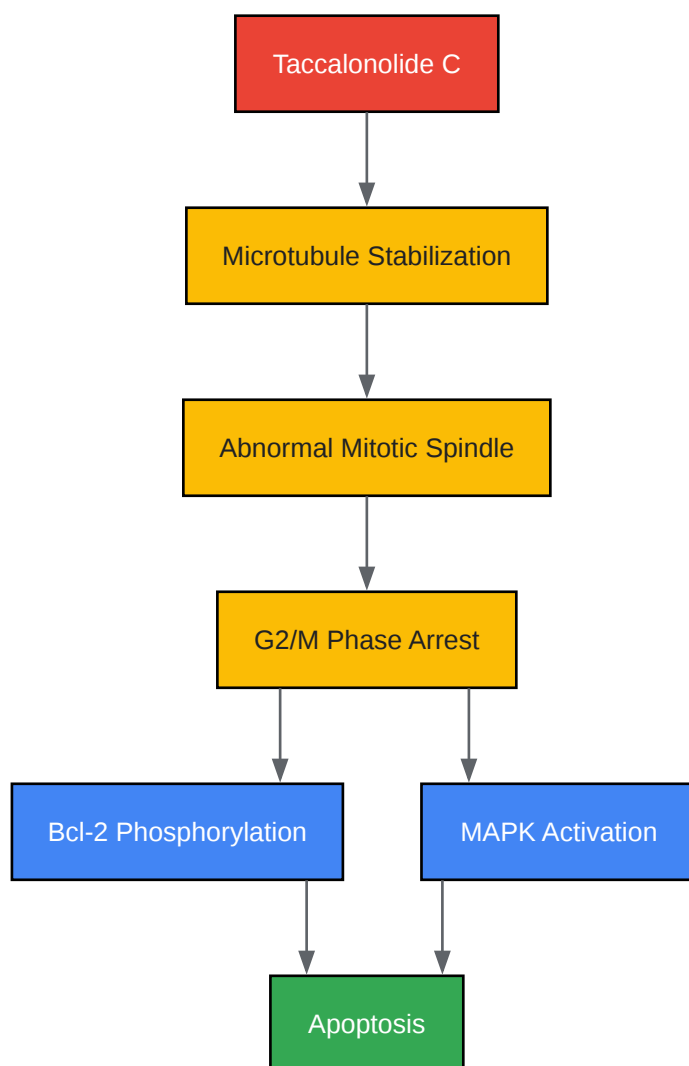 Taccalonolide C
Microtubule Stabilization
Abnormal Mitotic Spindle
G2/M Phase Arrest
Bcl-2 Phosphorylation
MAPK Activation
Apoptosis